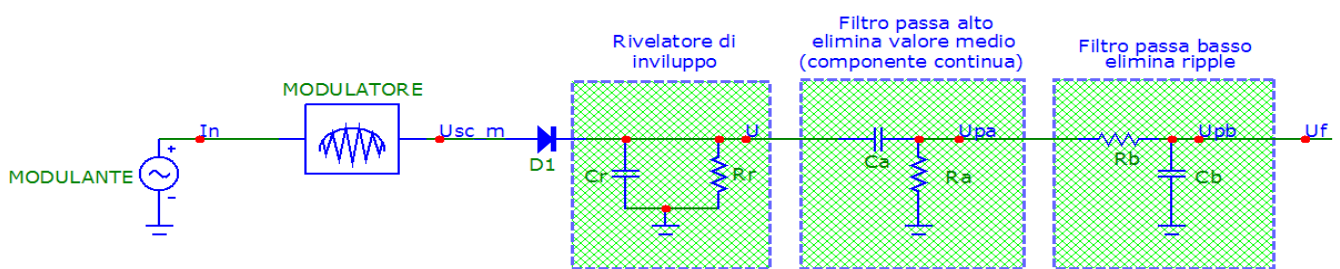 Filtro passa alto
elimina valore medio
(componente continua)
Rivelatore di
inviluppo
Filtro passa basso
elimina ripple
MODULATORE
In
Usc_m
U
Upa
Upb
Uf
D1
Ca
Rb
MODULANTE
+
-
Cr
Rr
Ra
Cb